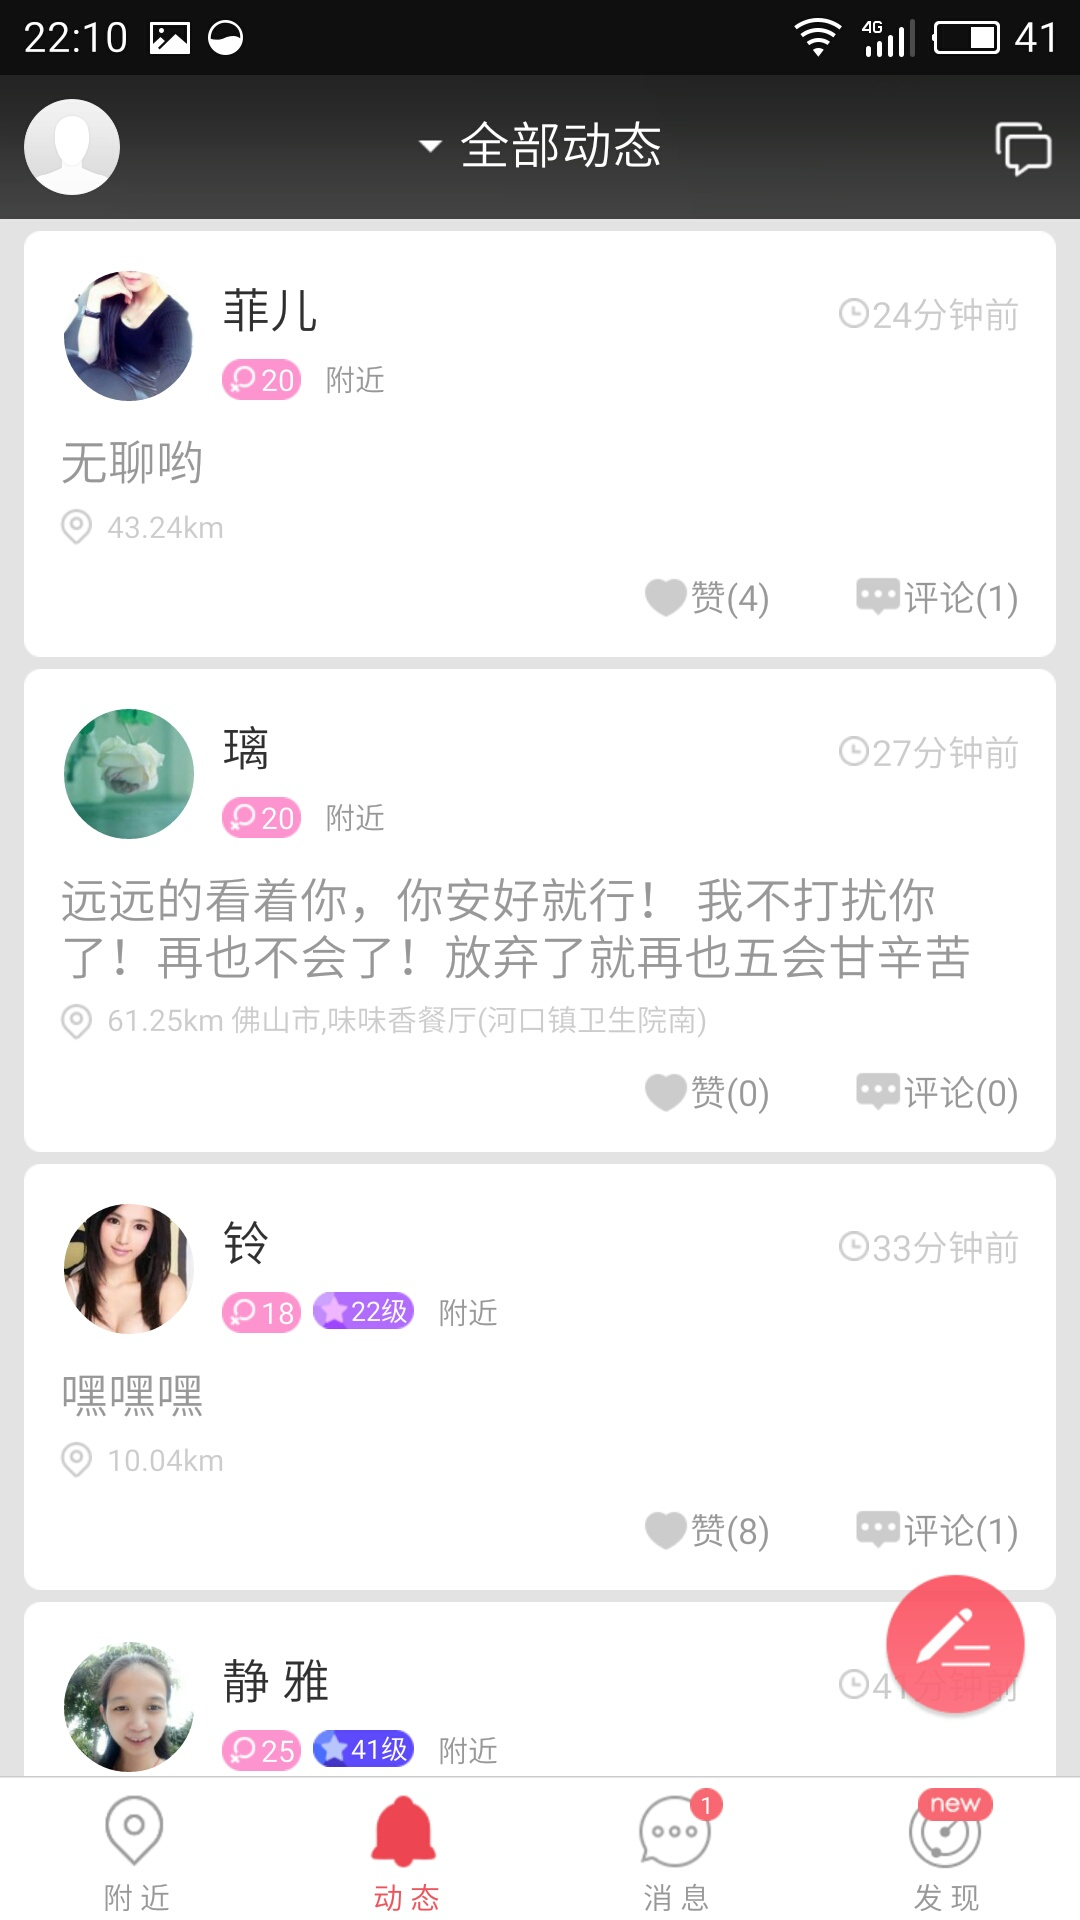 22:10 4G 41
全部动态
菲儿
24分钟前
20 附近
无聊哟
43.24km
赞(4) 评论(1)
璃
27分钟前
20 附近
远远的看着你，你安好就行！ 我不打扰你
了！再也不会了！放弃了就再也五会甘辛苦
61.25km 佛山市,味味香餐厅(河口镇卫生院南)
赞(0) 评论(0)
铃
33分钟前
18 22级 附近
嘿嘿嘿
10.04km
赞(8) 评论(1)
静 雅
41分钟前
25 41级 附近
1 new
附近 动态 消息 发现